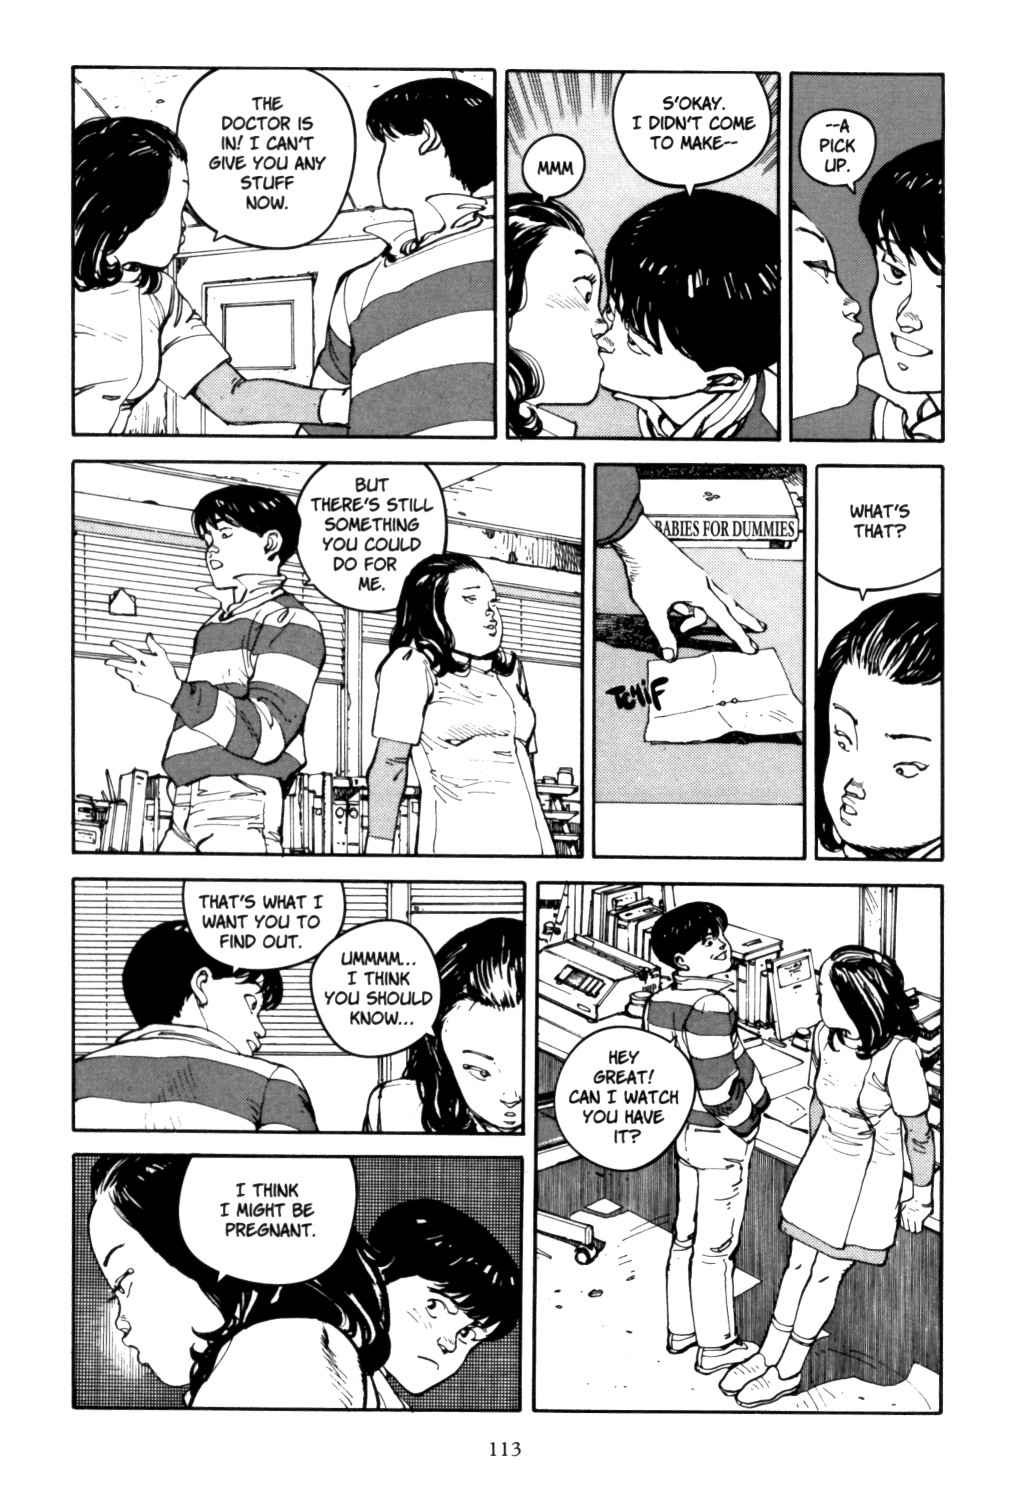 THE
DOCTOR IS
IN! I CAN'T
GIVE YOU ANY
STUFF
NOW.
MMM
S'OKAY.
I DIDN'T COME
TO MAKE--
--A
PICK
UP.
BUT
THERE'S STILL
SOMETHING
YOU COULD
DO FOR
ME.
BABIES FOR DUMMIES
TCHIF
WHAT'S
THAT?
THAT'S WHAT I
WANT YOU TO
FIND OUT.
UMMMM...
I THINK
YOU SHOULD
KNOW...
I THINK
I MIGHT BE
PREGNANT.
HEY
GREAT!
CAN I WATCH
YOU HAVE
IT?
113